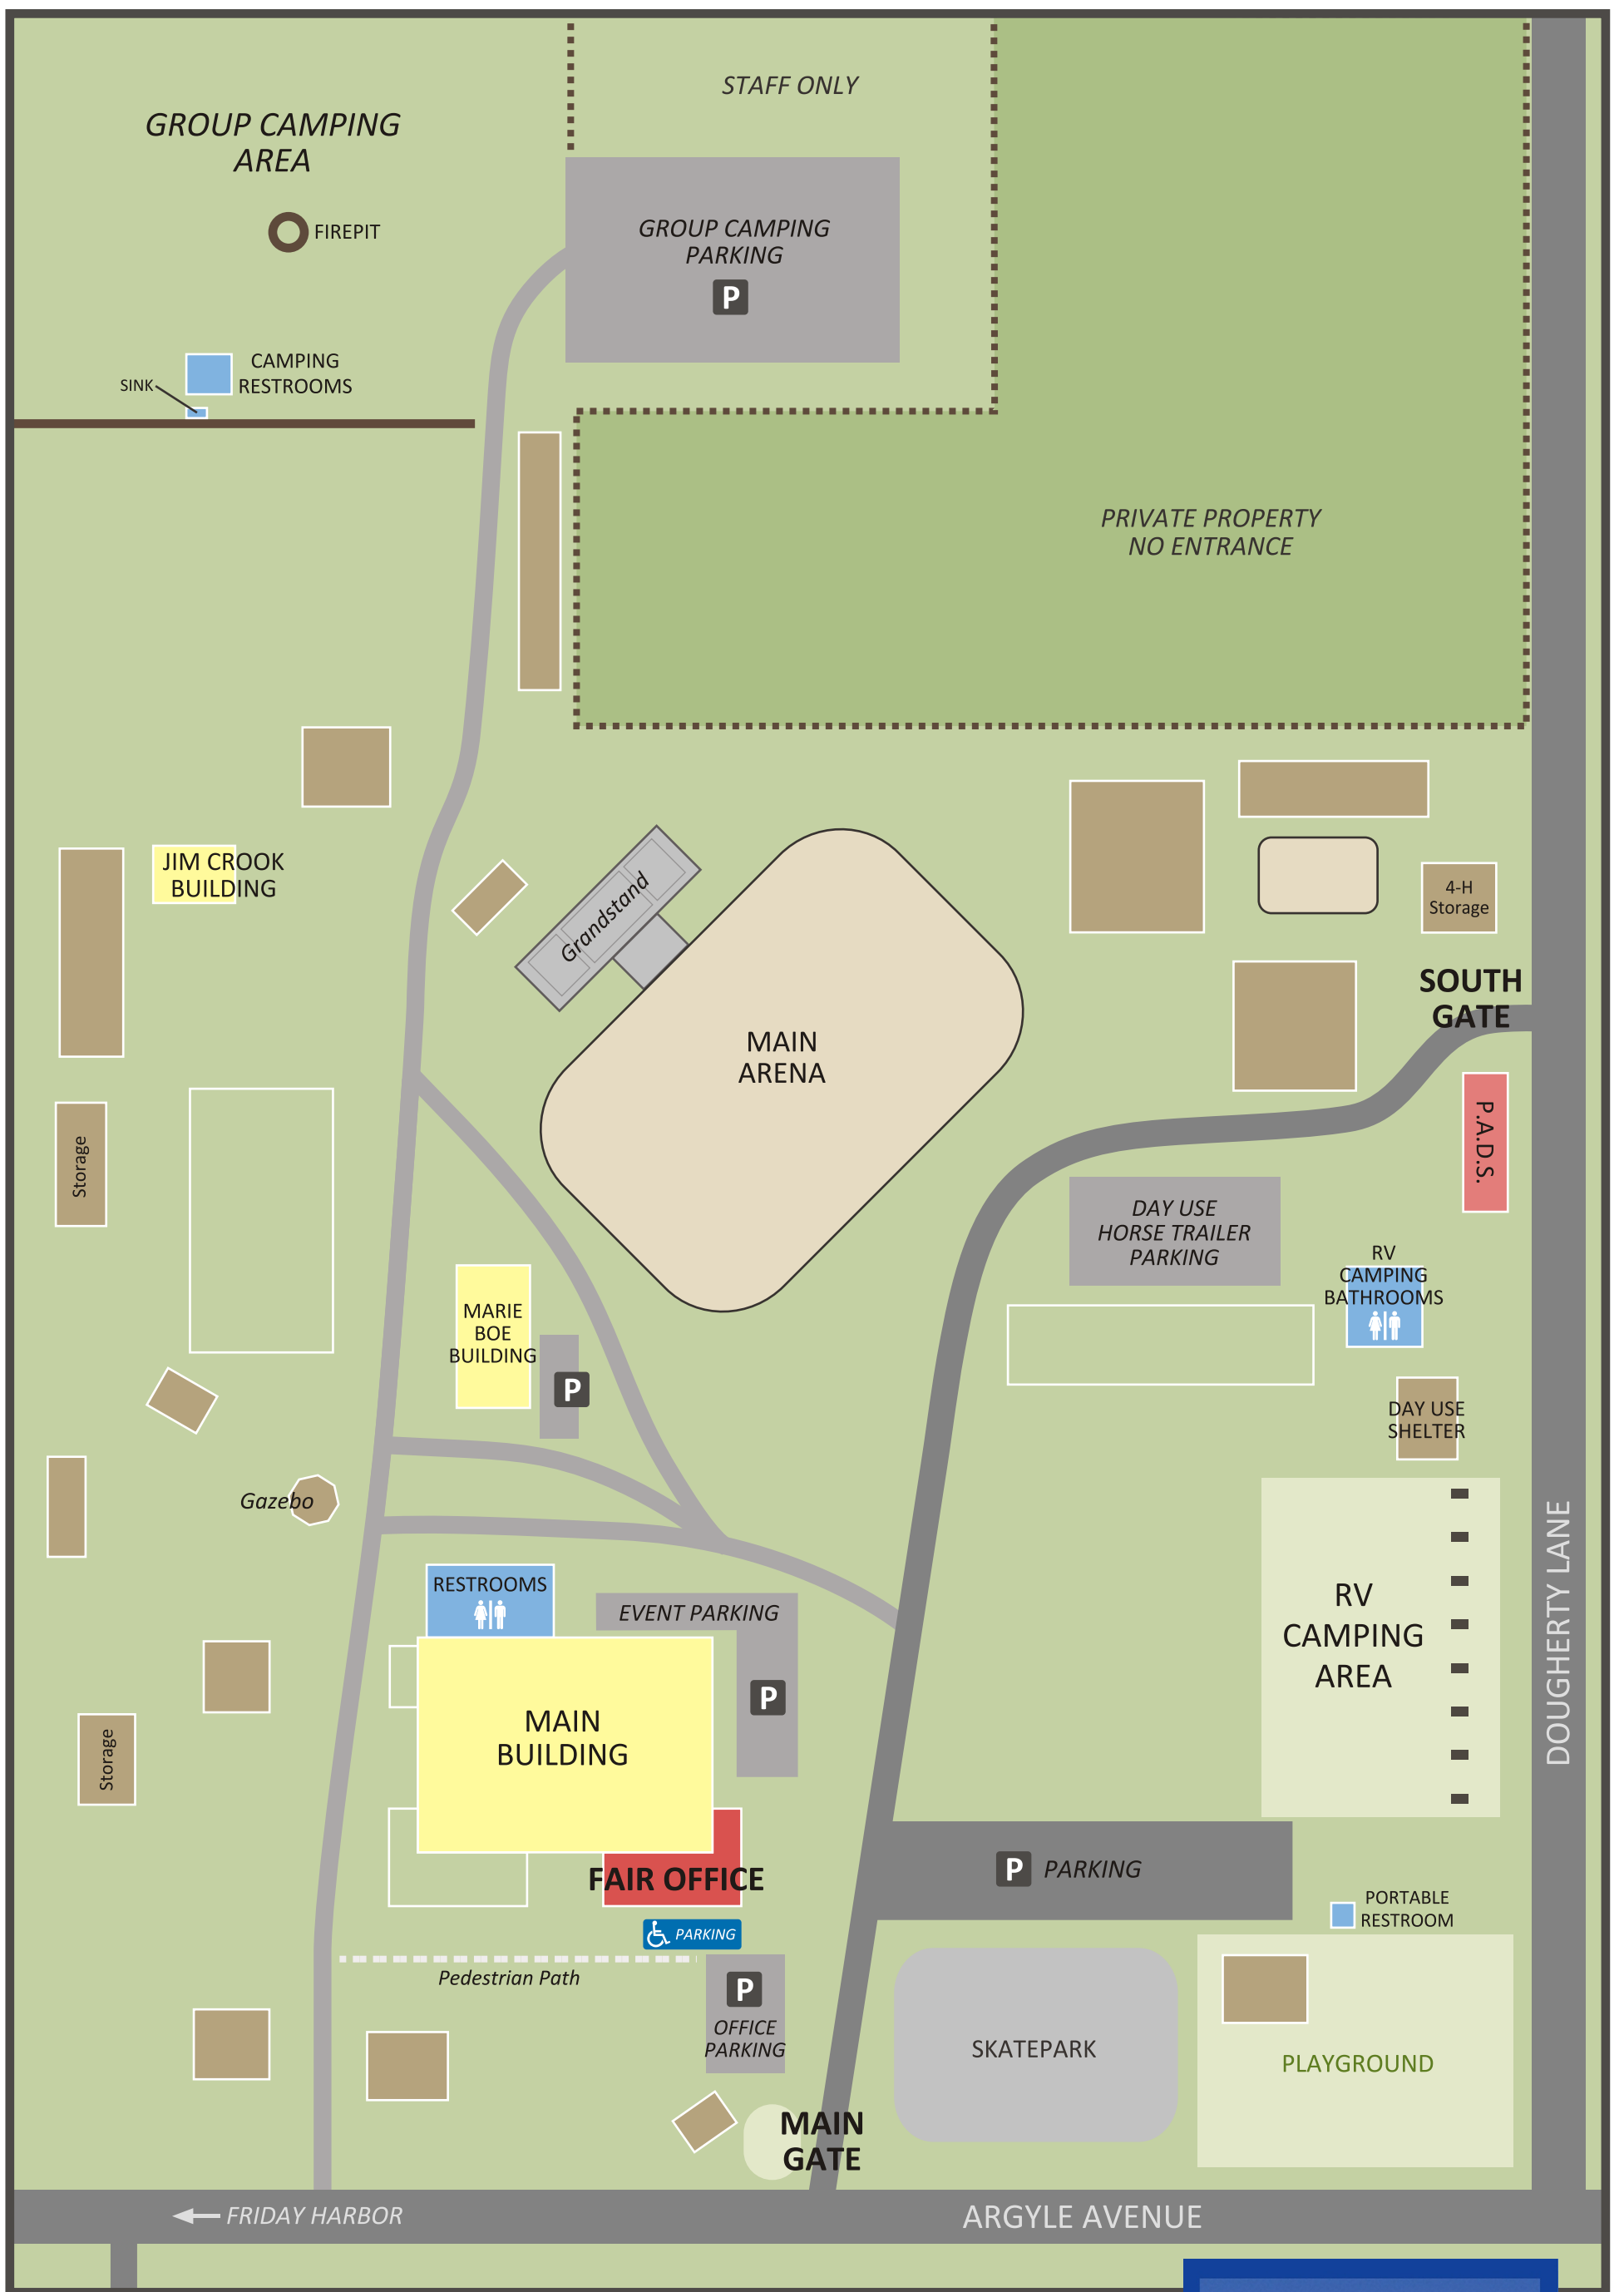 STAFF ONLY
GROUP CAMPING
AREA
FIREPIT
GROUP CAMPING
PARKING
P
CAMPING
RESTROOMS
SINK
PRIVATE PROPERTY
NO ENTRANCE
JIM CROOK
BUILDING
Grandstand
4-H
Storage
SOUTH
GATE
MAIN
ARENA
P.A.D.S.
Storage
DAY USE
HORSE TRAILER
PARKING
RV
CAMPING
BATHROOMS
MARIE
BOE
BUILDING
P
DAY USE
SHELTER
Gazebo
RESTROOMS
EVENT PARKING
P
RV
CAMPING
AREA
DOUGHERTY LANE
MAIN
BUILDING
Storage
FAIR OFFICE
P PARKING
PORTABLE
RESTROOM
PARKING
Pedestrian Path
P
OFFICE
PARKING
SKATEPARK
PLAYGROUND
MAIN
GATE
FRIDAY HARBOR
ARGYLE AVENUE